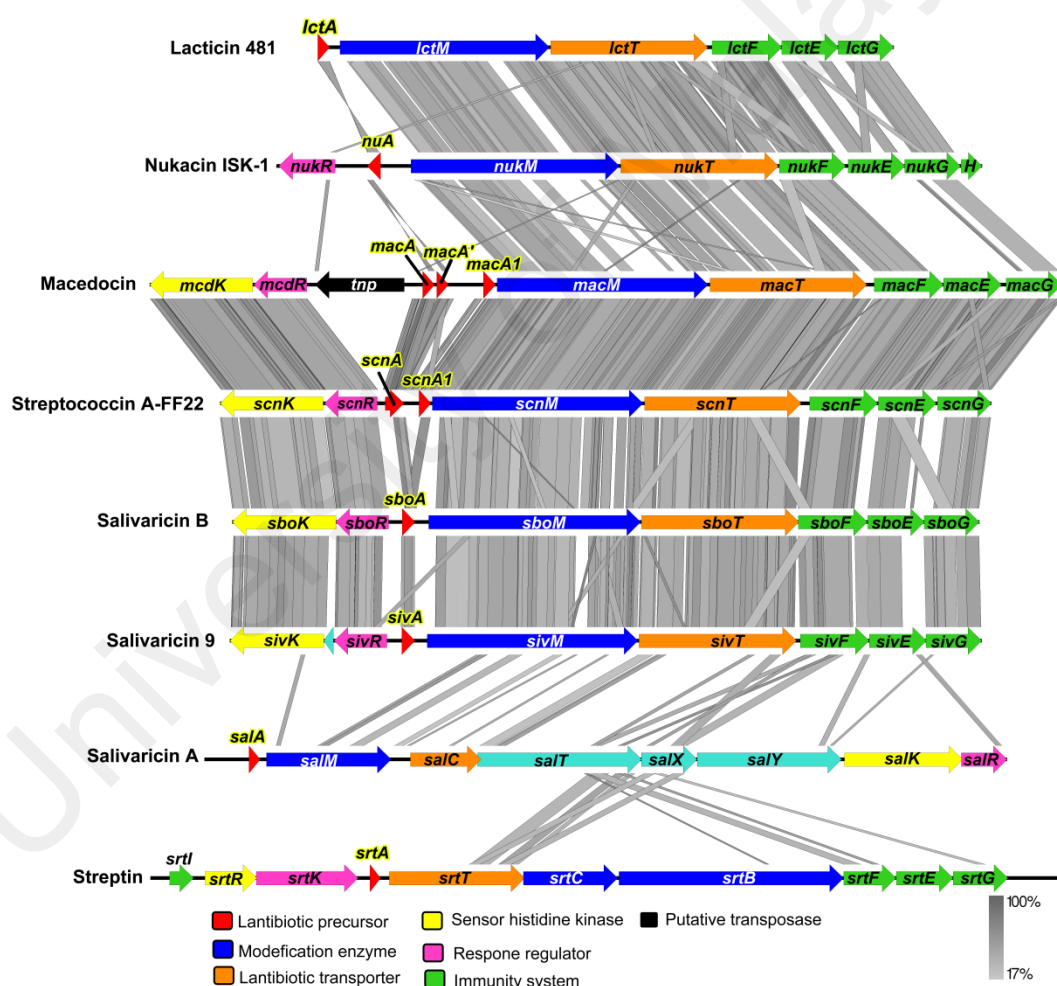 lctA
Lacticin 481 lctM lctT lctF lctE lctG
nuA
Nukacin ISK-1 nukR nukM nukT nukF nukE nukG H
macA macA' macA1
Macedocin mcdK mcdR tnp macM macT macF macE macG
scnA scnA1
Streptococcin A-FF22 scnK scnR scnM scnT scnF scnE scnG
sboA
Salivaricin B sboK sboR sboM sboT sboF sboE sboG
sivA
Salivaricin 9 sivK sivR sivM sivT sivF sivE sivG
salA
Salivaricin A salM salC salT salX salY salK salR
srtI srtA
Streptin srtR srtK srtT srtC srtB srtF srtE srtG
Lantibiotic precursor Sensor histidine kinase Putative transposase
Modefication enzyme Respone regulator
Lantibiotic transporter Immunity system
100%
17%
University